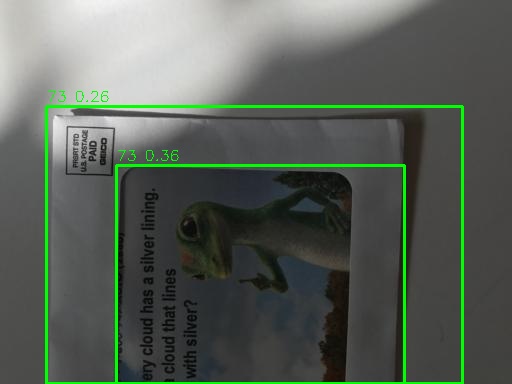 73 0.26
PRSRT STD
U.S. POSTAGE
PAID
GEICO
73 0.36
ery cloud has a silver lining.
cloud that lines
with silver?